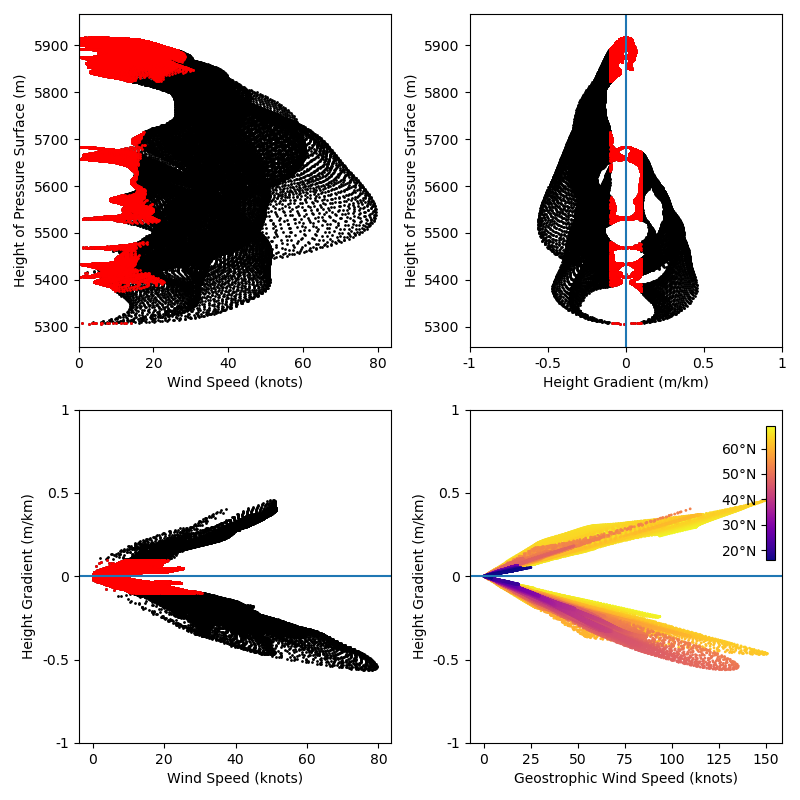 Height of Pressure Surface (m)
5900
5800
5700
5600
5500
5400
5300
0 20 40 60 80
Wind Speed (knots)
Height of Pressure Surface (m)
5900
5800
5700
5600
5500
5400
5300
-1 -0.5 0 0.5 1
Height Gradient (m/km)
Height Gradient (m/km)
1
0.5
0
-0.5
-1
0 20 40 60 80
Wind Speed (knots)
Height Gradient (m/km)
1
0.5
0
-0.5
-1
60°N
50°N
40°N
30°N
20°N
0 25 50 75 100 125 150
Geostrophic Wind Speed (knots)